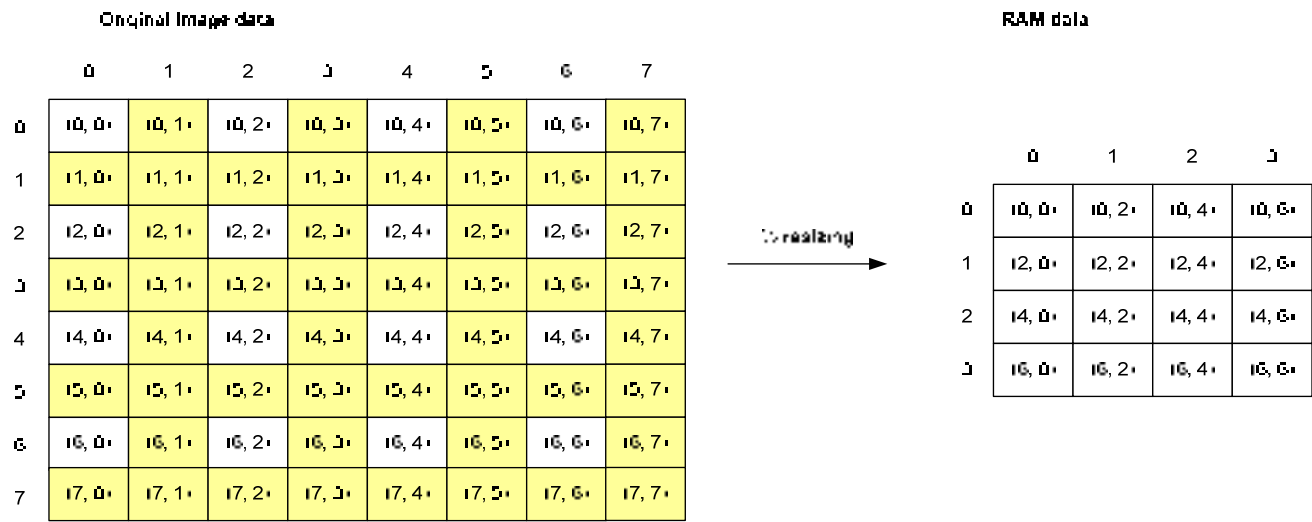 Original image data
RAM data
0 1 2 3 4 5 6 7
0 (0, 0) (0, 1) (0, 2) (0, 3) (0, 4) (0, 5) (0, 6) (0, 7)
1 (1, 0) (1, 1) (1, 2) (1, 3) (1, 4) (1, 5) (1, 6) (1, 7)
2 (2, 0) (2, 1) (2, 2) (2, 3) (2, 4) (2, 5) (2, 6) (2, 7)
3 (3, 0) (3, 1) (3, 2) (3, 3) (3, 4) (3, 5) (3, 6) (3, 7)
4 (4, 0) (4, 1) (4, 2) (4, 3) (4, 4) (4, 5) (4, 6) (4, 7)
5 (5, 0) (5, 1) (5, 2) (5, 3) (5, 4) (5, 5) (5, 6) (5, 7)
6 (6, 0) (6, 1) (6, 2) (6, 3) (6, 4) (6, 5) (6, 6) (6, 7)
7 (7, 0) (7, 1) (7, 2) (7, 3) (7, 4) (7, 5) (7, 6) (7, 7)
resizing
0 1 2 3
0 (0, 0) (0, 2) (0, 4) (0, 6)
1 (2, 0) (2, 2) (2, 4) (2, 6)
2 (4, 0) (4, 2) (4, 4) (4, 6)
3 (6, 0) (6, 2) (6, 4) (6, 6)